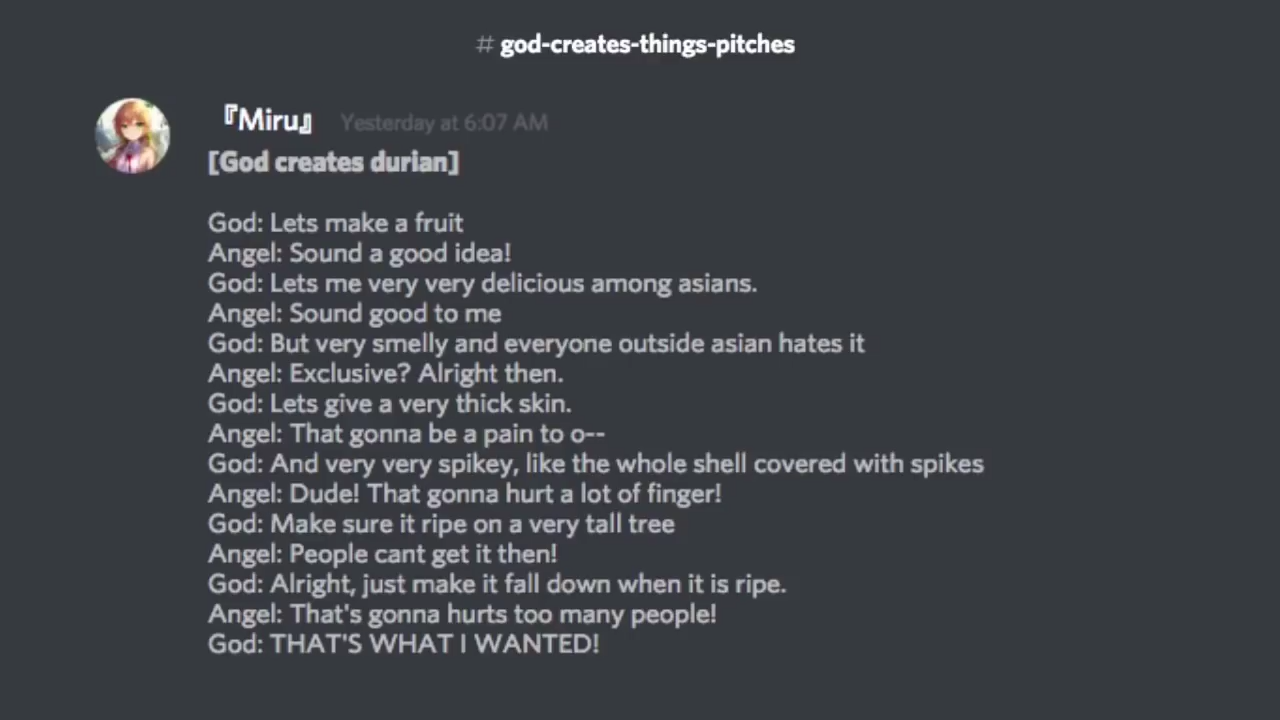 # god-creates-things-pitches
『Miru』 Yesterday at 6:07 AM
[God creates durian]
God: Lets make a fruit
Angel: Sound a good idea!
God: Lets me very very delicious among asians.
Angel: Sound good to me
God: But very smelly and everyone outside asian hates it
Angel: Exclusive? Alright then.
God: Lets give a very thick skin.
Angel: That gonna be a pain to o--
God: And very very spikey, like the whole shell covered with spikes
Angel: Dude! That gonna hurt a lot of finger!
God: Make sure it ripe on a very tall tree
Angel: People cant get it then!
God: Alright, just make it fall down when it is ripe.
Angel: That's gonna hurts too many people!
God: THAT'S WHAT I WANTED!